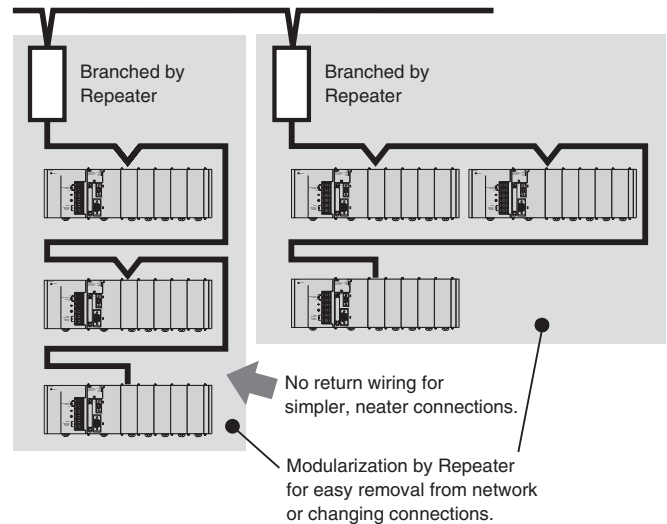 Branched by
Repeater
Branched by
Repeater
No return wiring for
simpler, neater connections.
Modularization by Repeater
for easy removal from network
or changing connections.